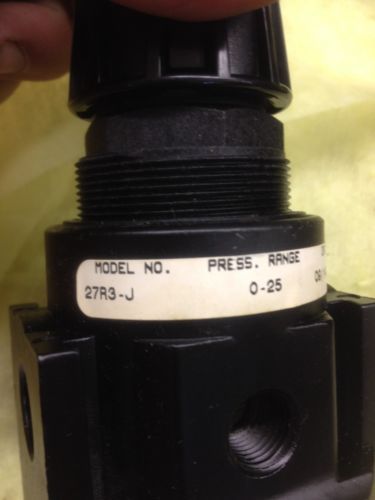 MODEL NO. PRESS. RANGE
27R3-J 0-25